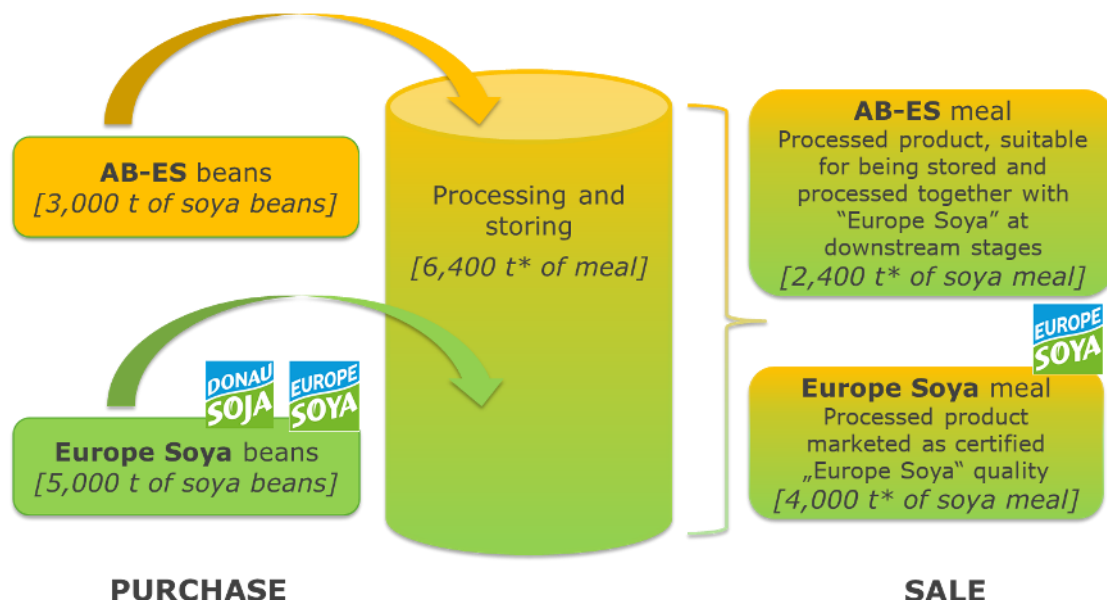 AB-ES beans
[3,000 t of soya beans]
DONAU
SOJA
EUROPE
SOYA
Europe Soya beans
[5,000 t of soya beans]
PURCHASE
Processing and
storing
[6,400 t* of meal]
AB-ES meal
Processed product, suitable
for being stored and
processed together with
“Europe Soya” at
downstream stages
[2,400 t* of soya meal]
EUROPE
SOYA
Europe Soya meal
Processed product
marketed as certified
„Europe Soya“ quality
[4,000 t* of soya meal]
SALE